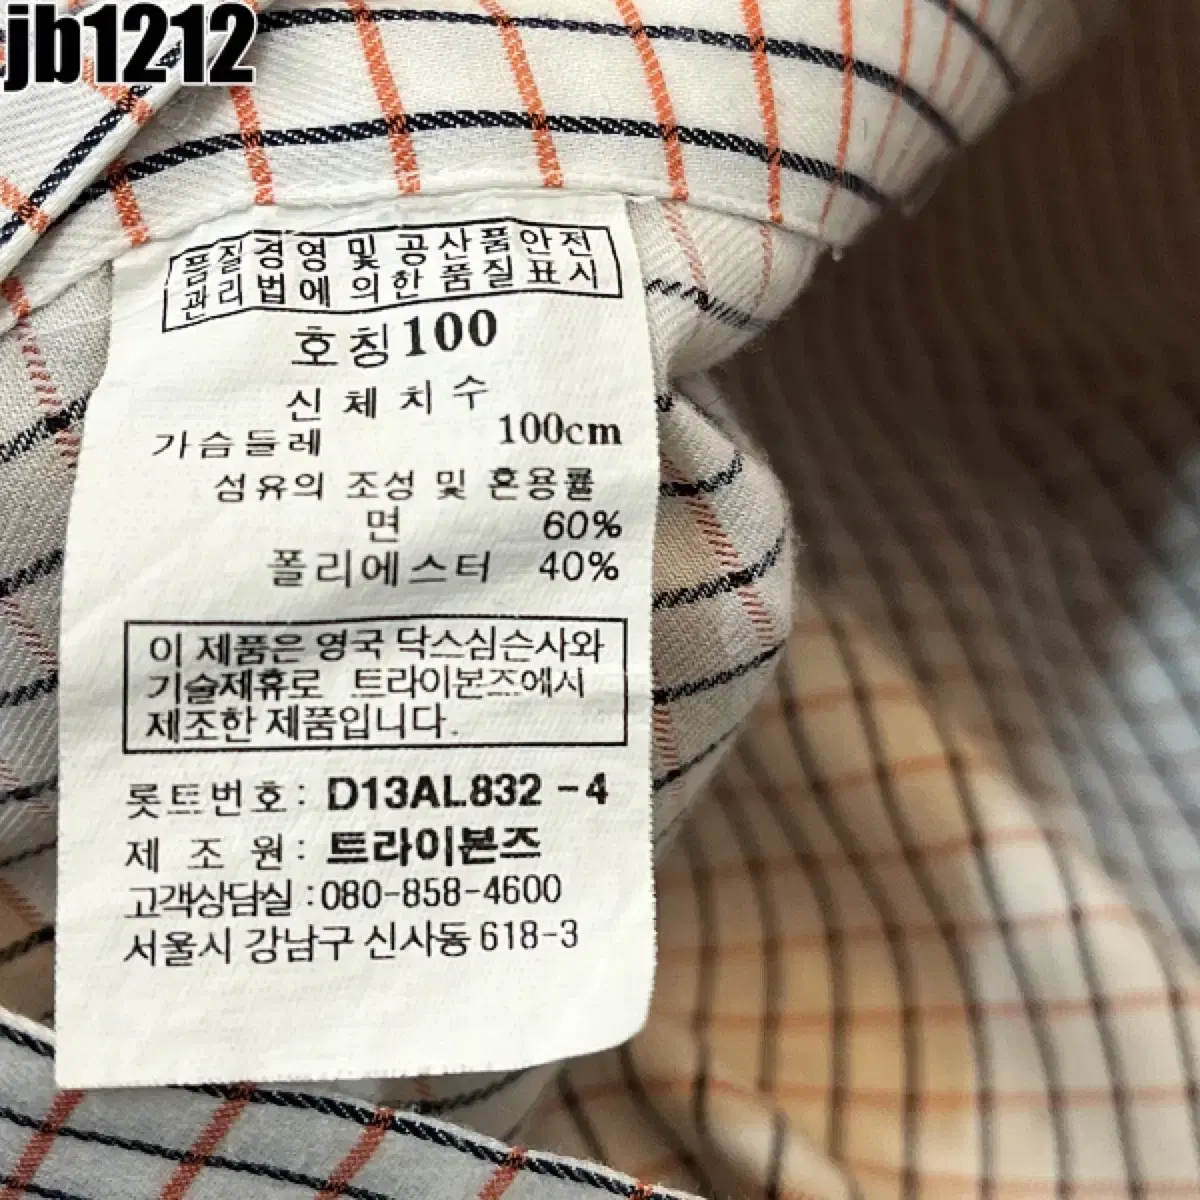 jb1212
품질경영 및 공산품안전
관리법에 의한 품질표시
호칭100
신체치수
가슴둘레 100cm
섬유의 조성 및 혼용률
면 60%
폴리에스터 40%
이 제품은 영국 닥스심슨사와
기술제휴로 트라이본즈에서
제조한 제품입니다.
롯트번호: D13AL832-4
제 조 원: 트라이본즈
고객상담실:080-858-4600
서울시 강남구 신사동 618-3